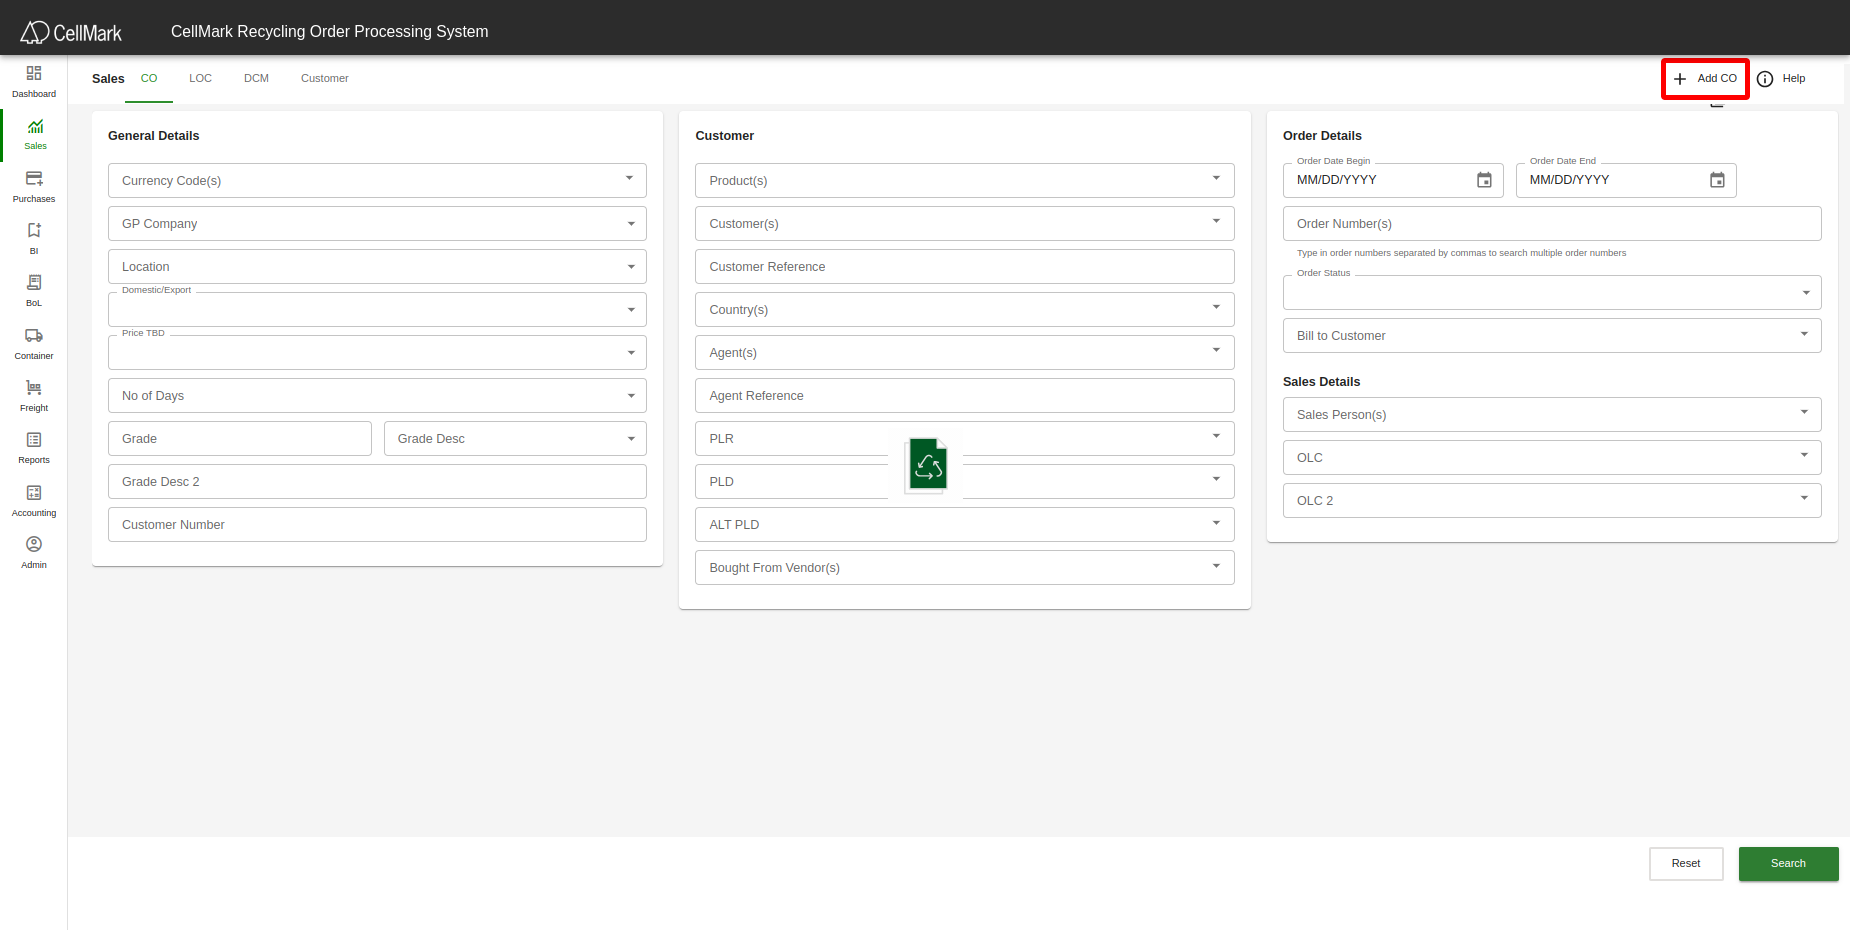 CellMark
CellMark Recycling Order Processing System
Dashboard
Sales
Purchases
BI
BoL
Container
Freight
Reports
Accounting
Admin
Sales CO LOC DCM Customer
Add CO Help
General Details
Currency Code(s)
GP Company
Location
Domestic/Export
Price TBD
No of Days
Grade Grade Desc
Grade Desc 2
Customer Number
Customer
Product(s)
Customer(s)
Customer Reference
Country(s)
Agent(s)
Agent Reference
PLR
PLD
ALT PLD
Bought From Vendor(s)
Order Details
Order Date Begin Order Date End
MM/DD/YYYY MM/DD/YYYY
Order Number(s)
Type in order numbers separated by commas to search multiple order numbers
Order Status
Bill to Customer
Sales Details
Sales Person(s)
OLC
OLC 2
Reset Search